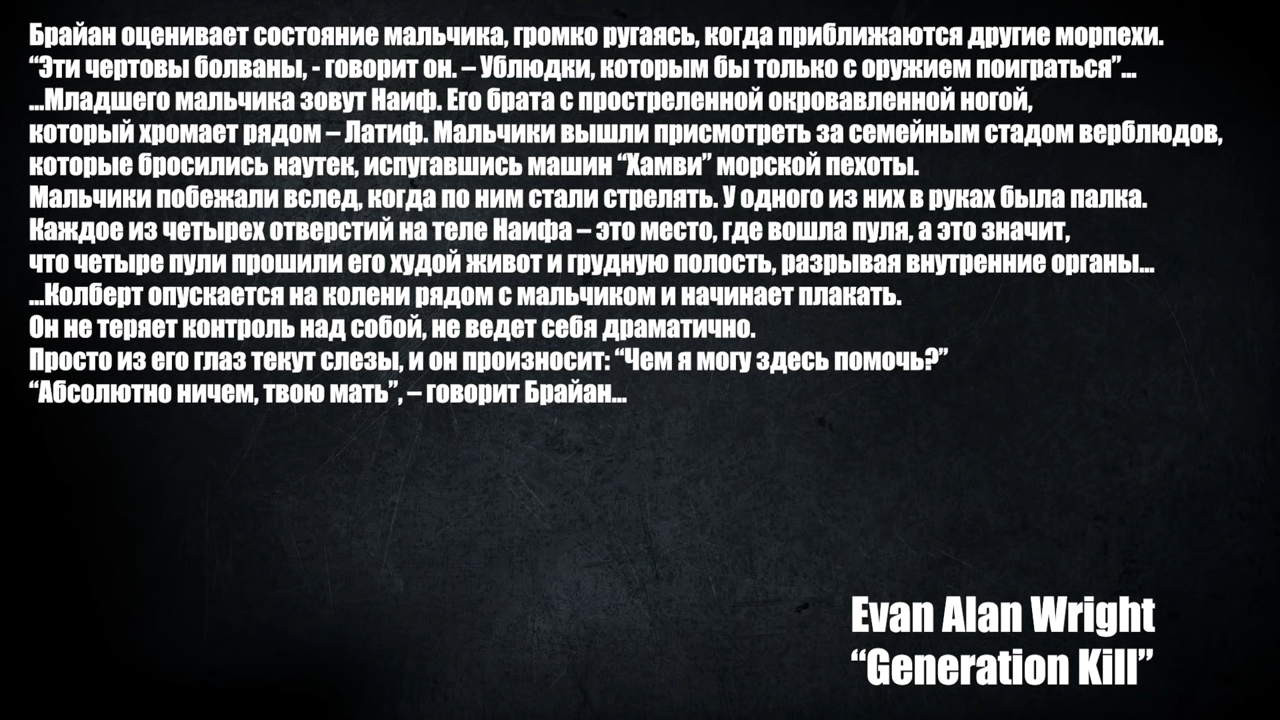 Брайан оценивает состояние мальчика, громко ругаясь, когда приближаются другие морпехи.
“Эти чертовы болваны, - говорит он. – Ублюдки, которым бы только с оружием поиграться”...
...Младшего мальчика зовут Наиф. Его брата с простреленной окровавленной ногой,
который хромает рядом – Латиф. Мальчики вышли присмотреть за семейным стадом верблюдов,
которые бросились наутек, испугавшись машин “Хамви” морской пехоты.
Мальчики побежали вслед, когда по ним стали стрелять. У одного из них в руках была палка.
Каждое из четырех отверстий на теле Наифа – это место, где вошла пуля, а это значит,
что четыре пули прошили его худой живот и грудную полость, разрывая внутренние органы...
...Колберт опускается на колени рядом с мальчиком и начинает плакать.
Он не теряет контроль над собой, не ведет себя драматично.
Просто из его глаз текут слезы, и он произносит: “Чем я могу здесь помочь?”
“Абсолютно ничем, твою мать”, – говорит Брайан...
Evan Alan Wright
“Generation Kill”